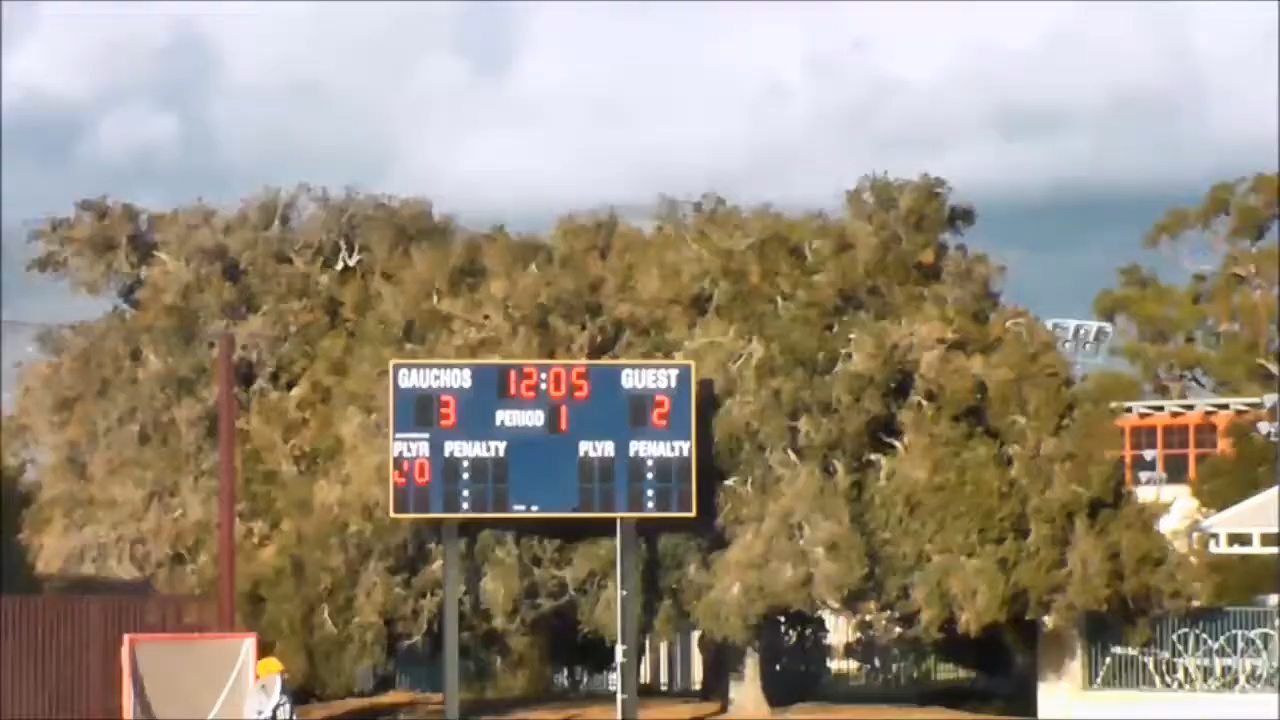 GAUCHOS 12:05 GUEST
3 PERIOD 1 2
PLYR PENALTY PLYR PENALTY